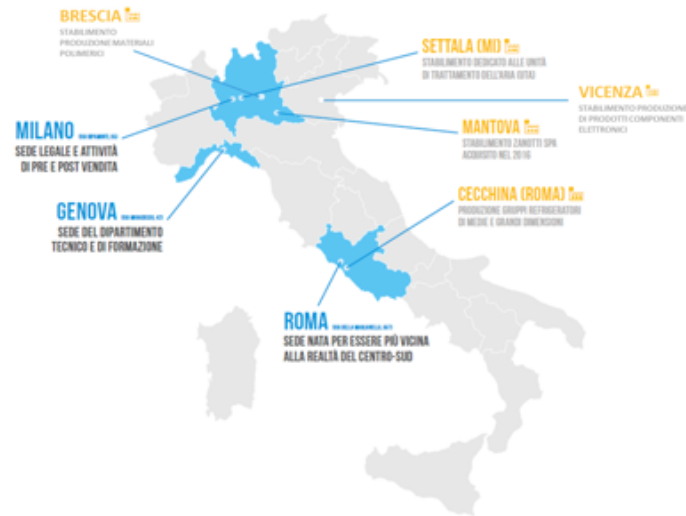 BRESCIA
STABILIMENTO
PRODUZIONE MATERIALI
POLIMERICI
SETTALA (MI)
STABILIMENTO DEDICATO ALLE UNITÀ
DI TRATTAMENTO DELL'ARIA (UTA)
VICENZA
STABILIMENTO PRODUZIONE
DI PRODOTTI COMPONENTI
ELETTRONICI
MILANO
SEDE LEGALE E ATTIVITÀ
DI PRE E POST VENDITA
MANTOVA
STABILIMENTO ZANOTTI SPA
ACQUISITO NEL 2016
GENOVA
SEDE DEL DIPARTIMENTO
TECNICO E DI FORMAZIONE
CECCHINA (ROMA)
PRODUZIONE GRUPPI REFRIGERATORI
DI MEDIE E GRANDI DIMENSIONI
ROMA
SEDE NATA PER ESSERE PIÙ VICINA
ALLA REALTÀ DEL CENTRO-SUD